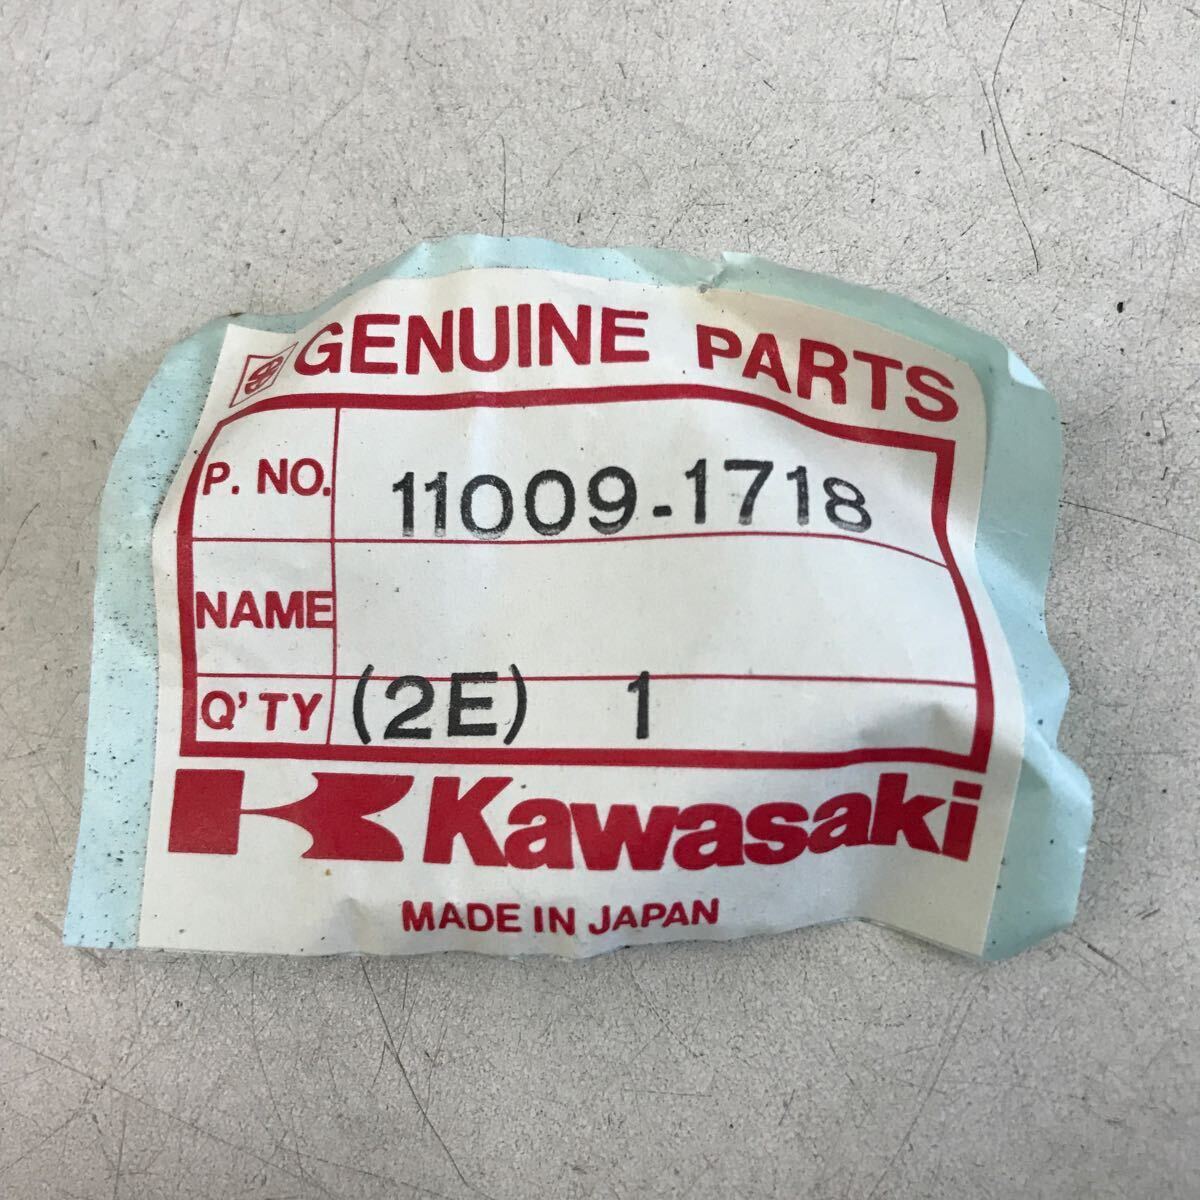 GENUINE PARTS
P. NO. 11009-1718
NAME
Q'TY (2E) 1
Kawasaki
MADE IN JAPAN